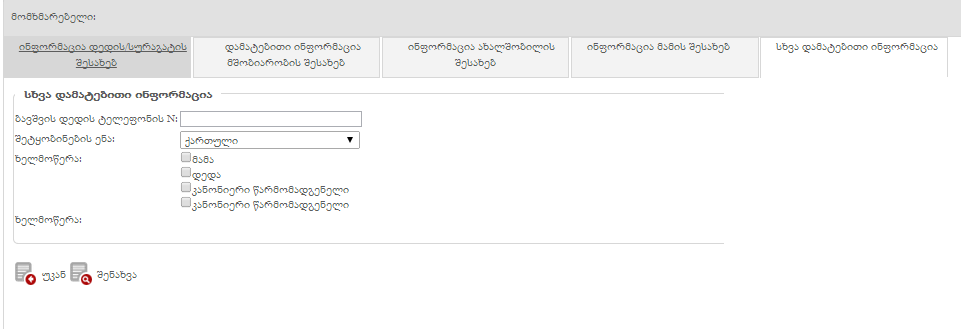 მომხმარებელი:
ინფორმაცია დედის/სურაგატის
შესახებ
დამატებითი ინფორმაცია
მშობიარობის შესახებ
ინფორმაცია ახალშობილის
შესახებ
ინფორმაცია მამის შესახებ
სხვა დამატებითი ინფორმაცია
სხვა დამატებითი ინფორმაცია
ბავშვის დედის ტელეფონის N:
შეტყობინების ენა:
ქართული
ხელმოწერა:
მამა
დედა
კანონიერი წარმომადგენელი
კანონიერი წარმომადგენელი
ხელმოწერა:
უკან
შენახვა